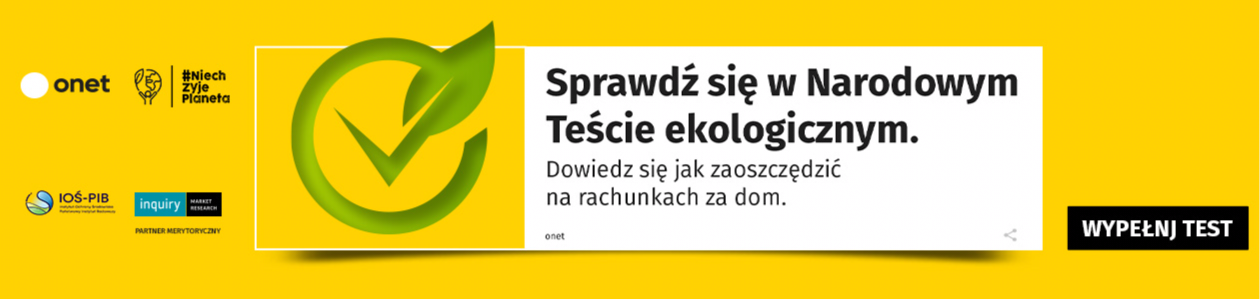 onet
#Niech
Żyje
Planeta
IOŚ-PIB
Instytut Ochrony Środowiska
Państwowy Instytut Badawczy
inquiry
MARKET
RESEARCH
PARTNER MERYTORYCZNY
Sprawdź się w Narodowym
Teście ekologicznym.
Dowiedz się jak zaoszczędzić
na rachunkach za dom.
onet
WYPEŁNJ TEST